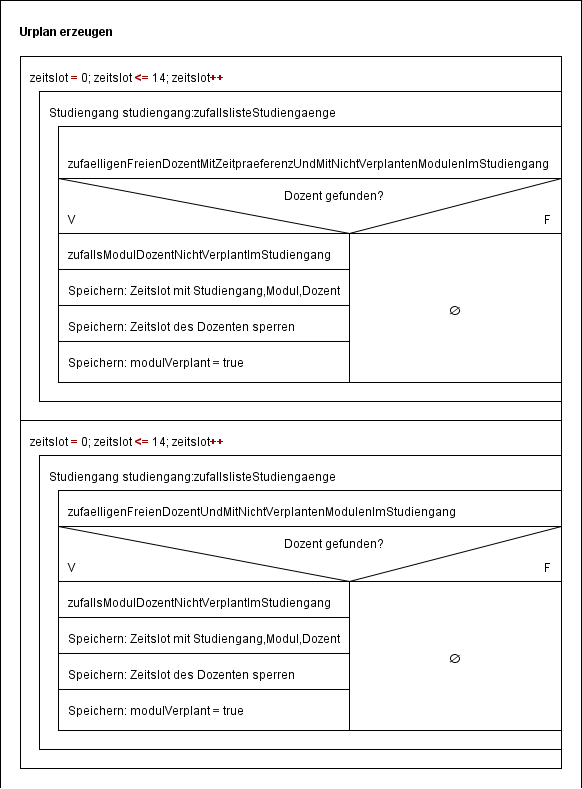 Urplan erzeugen
zeitslot = 0; zeitslot <= 14; zeitslot++
Studiengang studiengang:zufallslisteStudiengaenge
zufaelligenFreienDozentMitZeitpraeferenzUndMitNichtVerplantenModulenImStudiengang
Dozent gefunden?
V F
zufallsModulDozentNichtVerplantImStudiengang
Speichern: Zeitslot mit Studiengang,Modul,Dozent
Speichern: Zeitslot des Dozenten sperren
Speichern: modulVerplant = true
∅
zeitslot = 0; zeitslot <= 14; zeitslot++
Studiengang studiengang:zufallslisteStudiengaenge
zufaelligenFreienDozentUndMitNichtVerplantenModulenImStudiengang
Dozent gefunden?
V F
zufallsModulDozentNichtVerplantImStudiengang
Speichern: Zeitslot mit Studiengang,Modul,Dozent
Speichern: Zeitslot des Dozenten sperren
Speichern: modulVerplant = true
∅